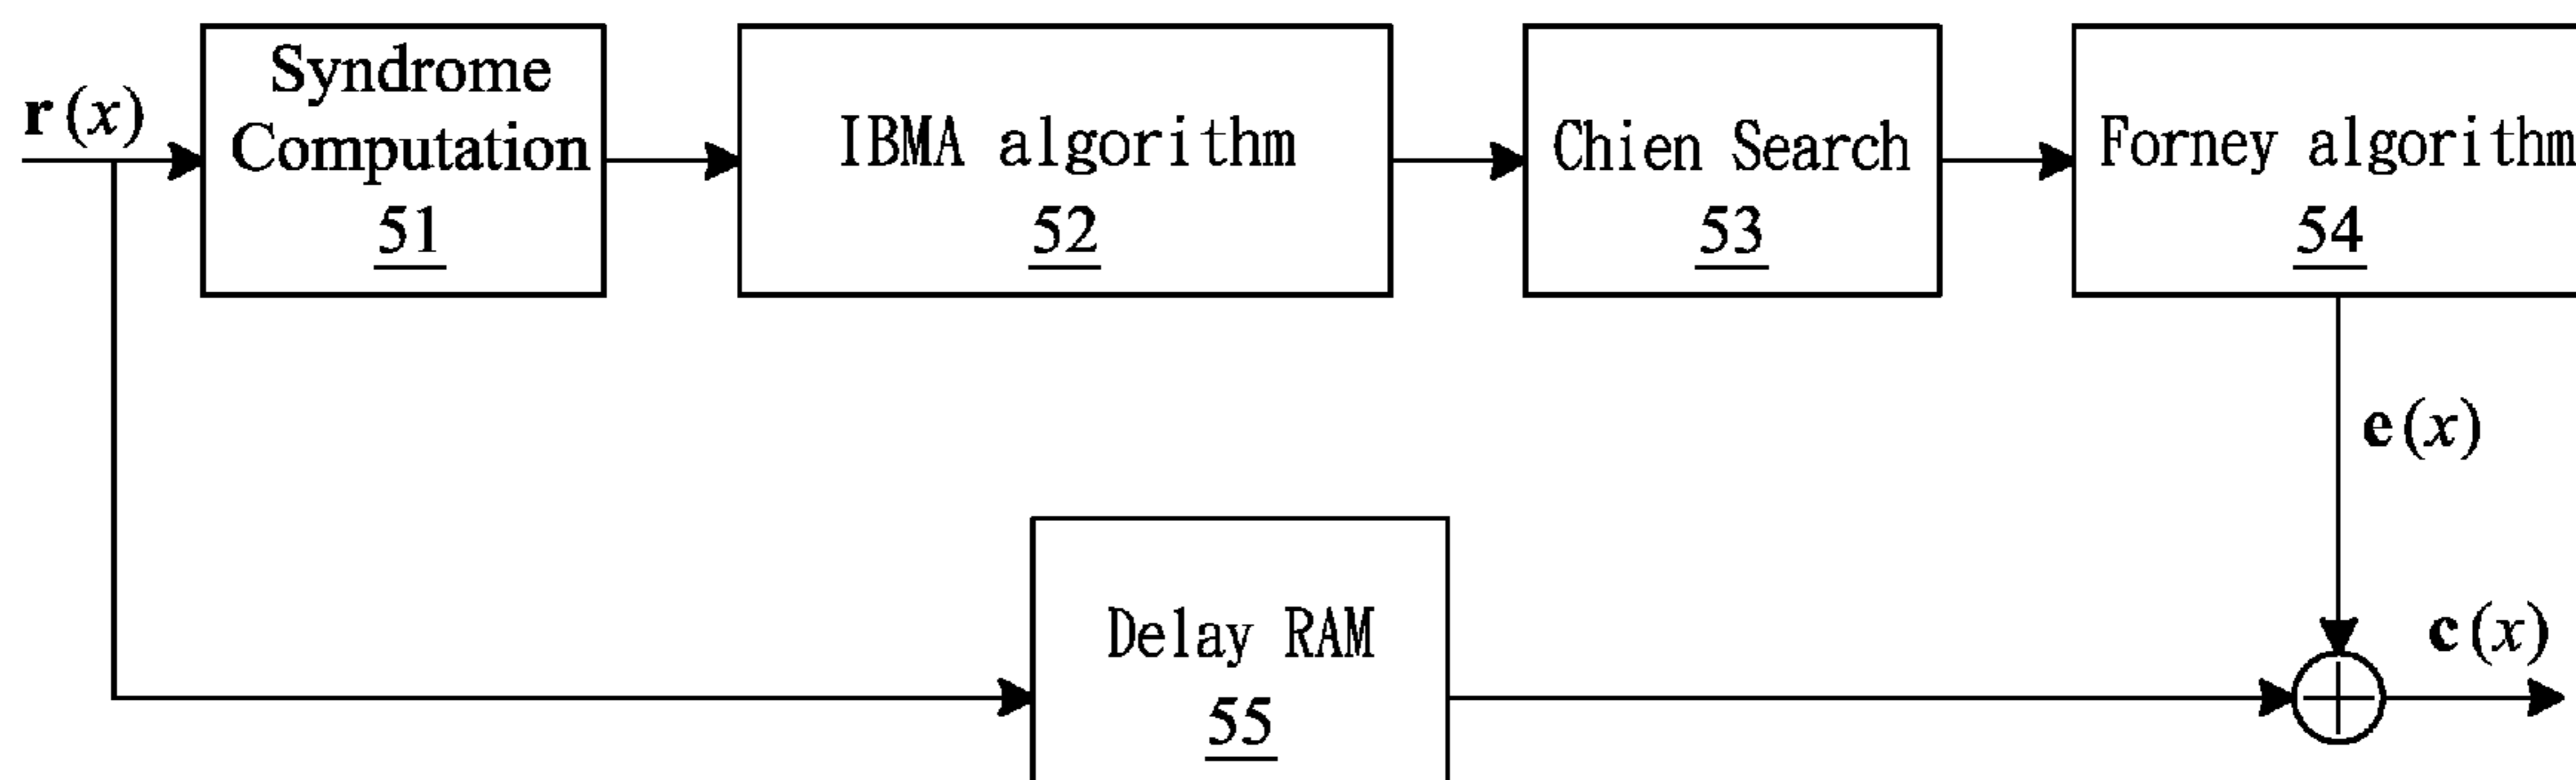 r(x)
Syndrome
Computation
51
IBMA algorithm
52
Chien Search
53
Forney algorithm
54
e(x)
Delay RAM
55
c(x)